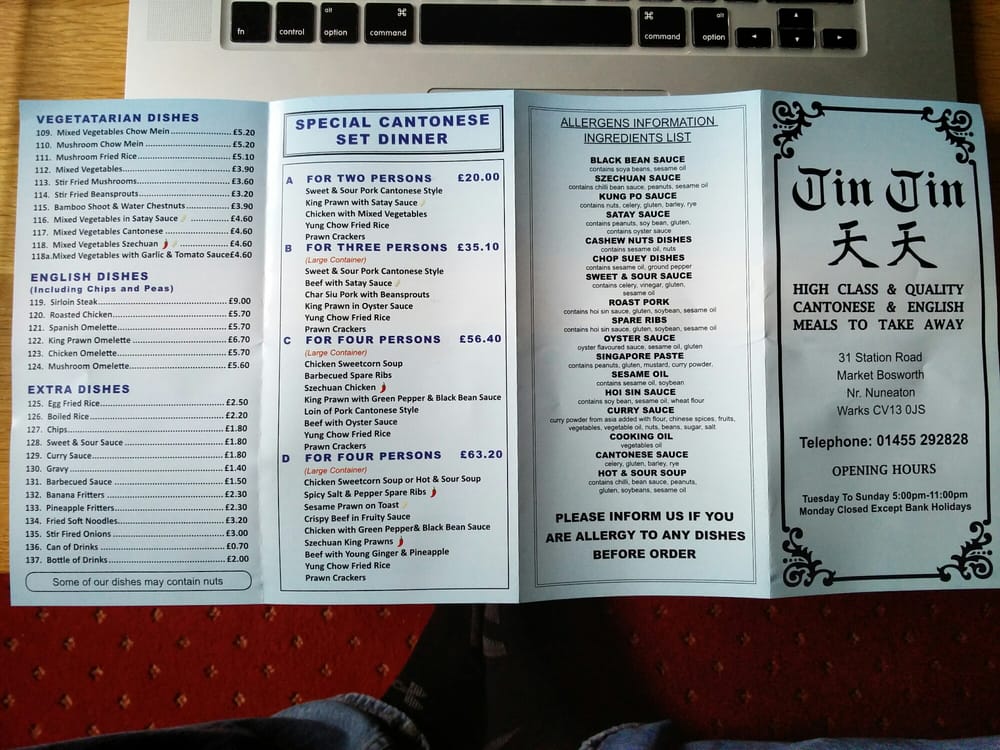 fn
control
alt
option
⌘
command
⌘
command
alt
option
VEGETATARIAN DISHES
109. Mixed Vegetables Chow Mein £5.20
110. Mushroom Chow Mein £5.20
111. Mushroom Fried Rice £5.10
112. Mixed Vegetables £3.90
113. Stir Fried Mushrooms £3.60
114. Stir Fried Beansprouts £3.20
115. Bamboo Shoot & Water Chestnuts £3.90
116. Mixed Vegetables in Satay Sauce £4.60
117. Mixed Vegetables Cantonese £4.60
118. Mixed Vegetables Szechuan £4.60
118a. Mixed Vegetables with Garlic & Tomato Sauce £4.60
ENGLISH DISHES
(Including Chips and Peas)
119. Sirloin Steak £9.00
120. Roasted Chicken £5.70
121. Spanish Omelette £5.70
122. King Prawn Omelette £6.70
123. Chicken Omelette £5.70
124. Mushroom Omelette £5.60
EXTRA DISHES
125. Egg Fried Rice £2.50
126. Boiled Rice £2.20
127. Chips £1.80
128. Sweet & Sour Sauce £1.80
129. Curry Sauce £1.80
130. Gravy £1.40
131. Barbecued Sauce £1.50
132. Banana Fritters £2.30
133. Pineapple Fritters £2.30
134. Fried Soft Noodles £3.20
135. Stir Fired Onions £3.00
136. Can of Drinks £0.70
137. Bottle of Drinks £2.00
Some of our dishes may contain nuts
SPECIAL CANTONESE
SET DINNER
A FOR TWO PERSONS £20.00
Sweet & Sour Pork Cantonese Style
King Prawn with Satay Sauce
Chicken with Mixed Vegetables
Yung Chow Fried Rice
Prawn Crackers
B FOR THREE PERSONS £35.10
(Large Container)
Sweet & Sour Pork Cantonese Style
Beef with Satay Sauce
Char Siu Pork with Beansprouts
King Prawn in Oyster Sauce
Yung Chow Fried Rice
Prawn Crackers
C FOR FOUR PERSONS £56.40
(Large Container)
Chicken Sweetcorn Soup
Barbecued Spare Ribs
Szechuan Chicken
King Prawn with Green Pepper & Black Bean Sauce
Loin of Pork Cantonese Style
Beef with Oyster Sauce
Yung Chow Fried Rice
Prawn Crackers
D FOR FOUR PERSONS £63.20
(Large Container)
Chicken Sweetcorn Soup or Hot & Sour Soup
Spicy Salt & Pepper Spare Ribs
Sesame Prawn on Toast
Crispy Beef in Fruity Sauce
Chicken with Green Pepper& Black Bean Sauce
Szechuan King Prawns
Beef with Young Ginger & Pineapple
Yung Chow Fried Rice
Prawn Crackers
ALLERGENS INFORMATION
INGREDIENTS LIST
BLACK BEAN SAUCE
contains soya beans, sesame oil
SZECHUAN SAUCE
contains chilli bean sauce, peanuts, sesame oil
KUNG PO SAUCE
contains nuts, celery, gluten, barley, rye
SATAY SAUCE
contains peanuts, soy bean, gluten,
contains oyster sauce
CASHEW NUTS DISHES
contains sesame oil, nuts
CHOP SUEY DISHES
contains sesame oil, ground pepper
SWEET & SOUR SAUCE
contains celery, vinegar, gluten,
sesame oil
ROAST PORK
contains hoi sin sauce, gluten, soybean, sesame oil
SPARE RIBS
contains hoi sin sauce, gluten, soybean, sesame oil
OYSTER SAUCE
oyster flavoured sauce, sesame oil, gluten
SINGAPORE PASTE
contains peanuts, gluten, mustard, curry powder,
SESAME OIL
contains sesame oil, soybean
HOI SIN SAUCE
contains soy bean, sesame oil, wheat flour
CURRY SAUCE
curry powder from asia added with flour, chinese spices, fruits,
vegetables, vegetable oil, nuts, beans, sugar, salt
COOKING OIL
vegetables oil
CANTONESE SAUCE
celery, gluten, barley, rye
HOT & SOUR SOUP
contains chilli, bean sauce, peanuts,
gluten, soybeans, sesame oil
PLEASE INFORM US IF YOU
ARE ALLERGY TO ANY DISHES
BEFORE ORDER
Tin Tin
天天
HIGH CLASS & QUALITY
CANTONESE & ENGLISH
MEALS TO TAKE AWAY
31 Station Road
Market Bosworth
Nr. Nuneaton
Warks CV13 0JS
Telephone: 01455 292828
OPENING HOURS
Tuesday To Sunday 5:00pm-11:00pm
Monday Closed Except Bank Holidays